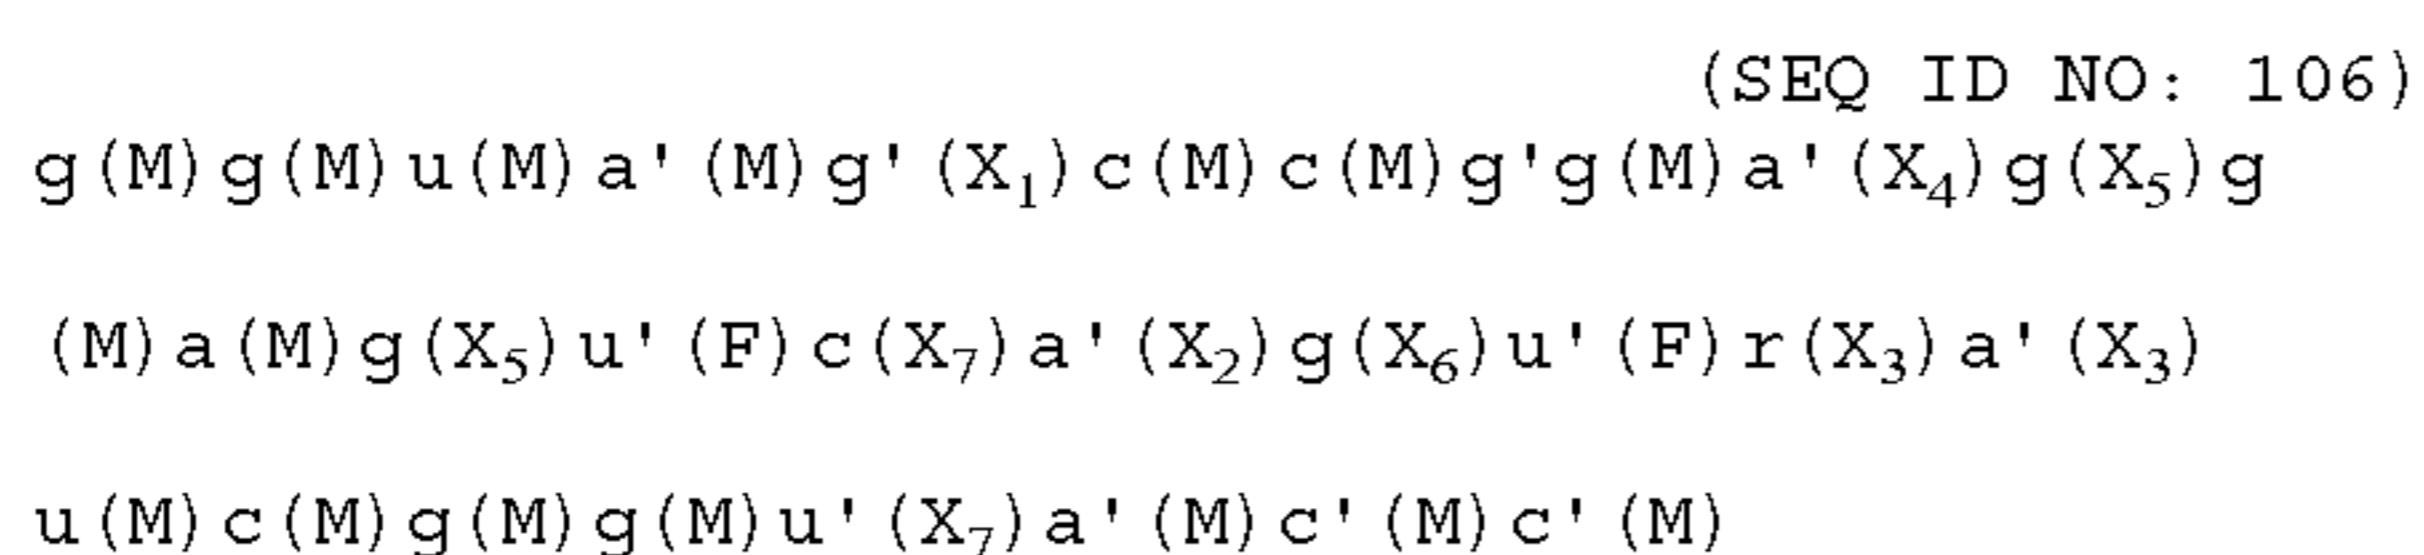 (SEQ ID NO: 106)
g(M)g(M)u(M)a'(M)g'(X₁)c(M)c(M)g'g(M)a'(X₄)g(X₅)g
(M)a(M)g(X₅)u'(F)c(X₇)a'(X₂)g(X₆)u'(F)r(X₃)a'(X₃)
u(M)c(M)g(M)g(M)u'(X₇)a'(M)c'(M)c'(M)